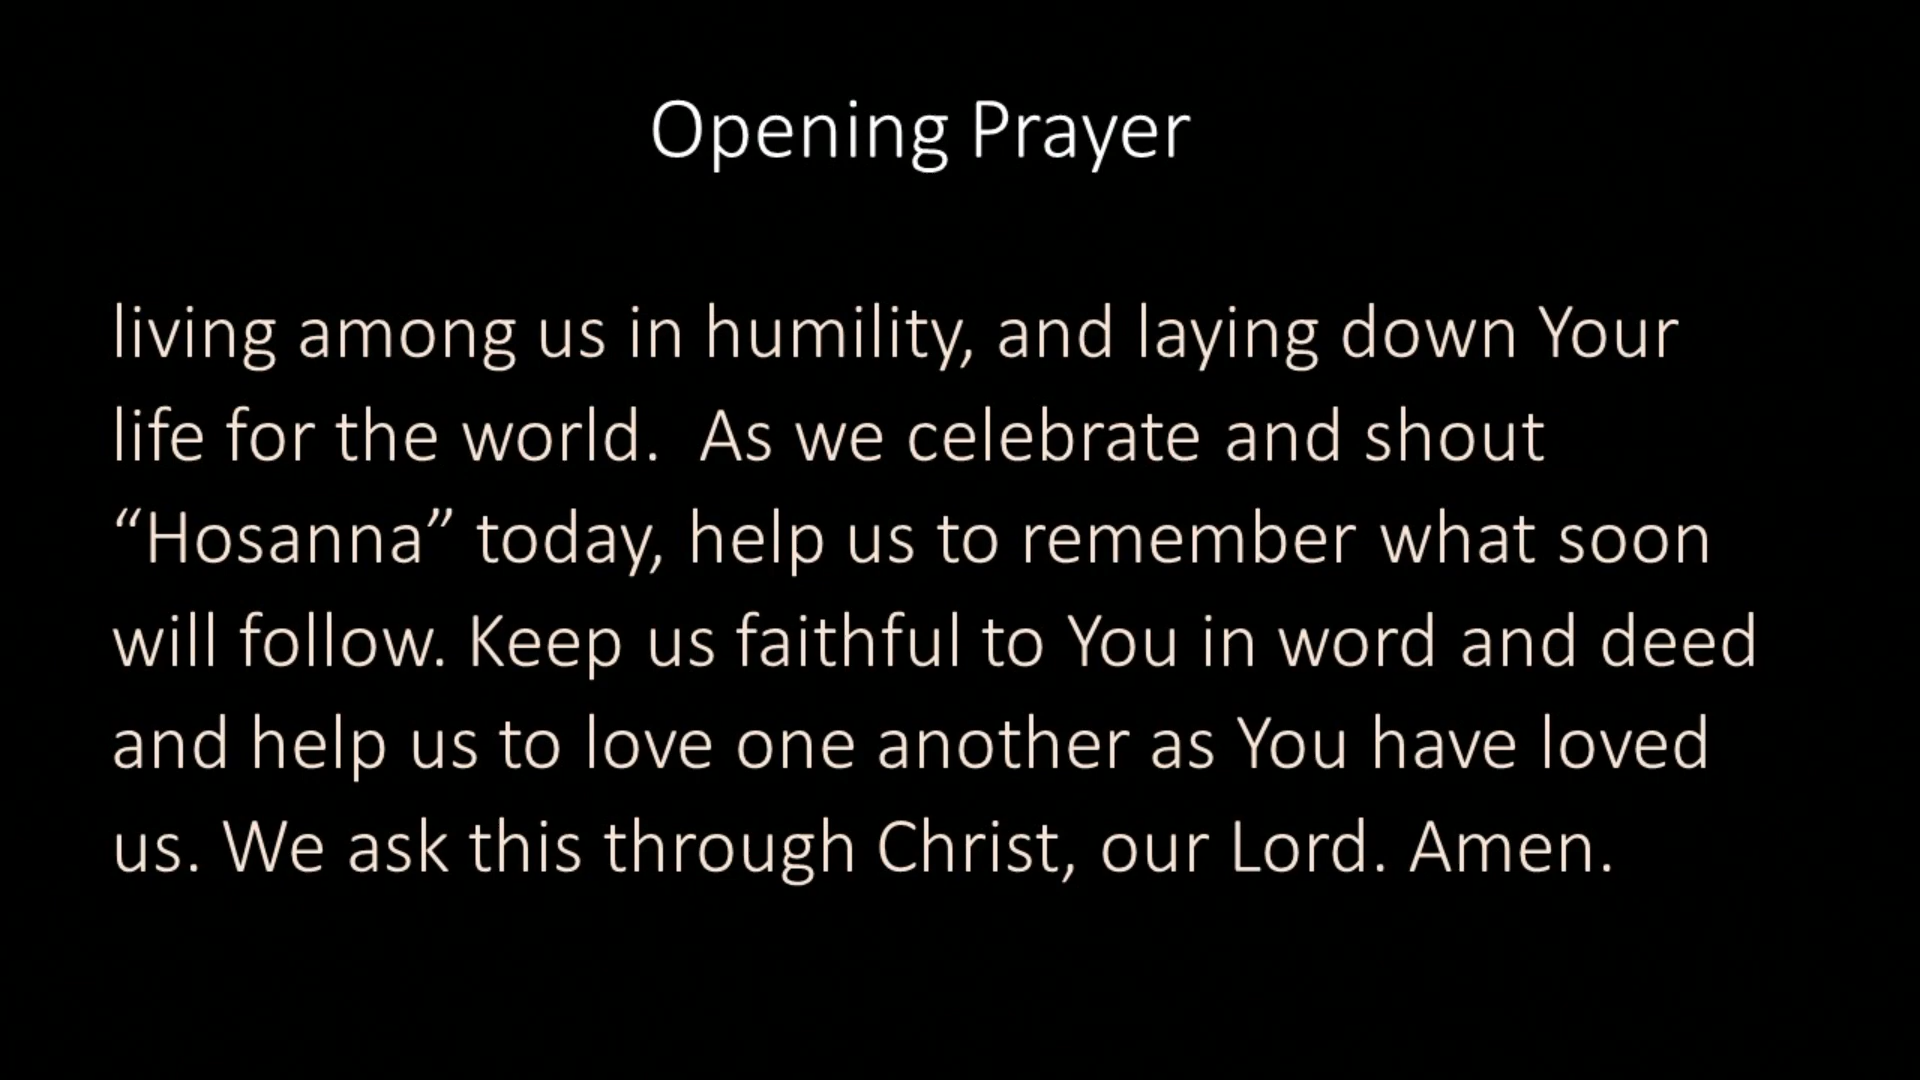 Opening Prayer
living among us in humility, and laying down Your
life for the world.  As we celebrate and shout
“Hosanna” today, help us to remember what soon
will follow. Keep us faithful to You in word and deed
and help us to love one another as You have loved
us. We ask this through Christ, our Lord. Amen.